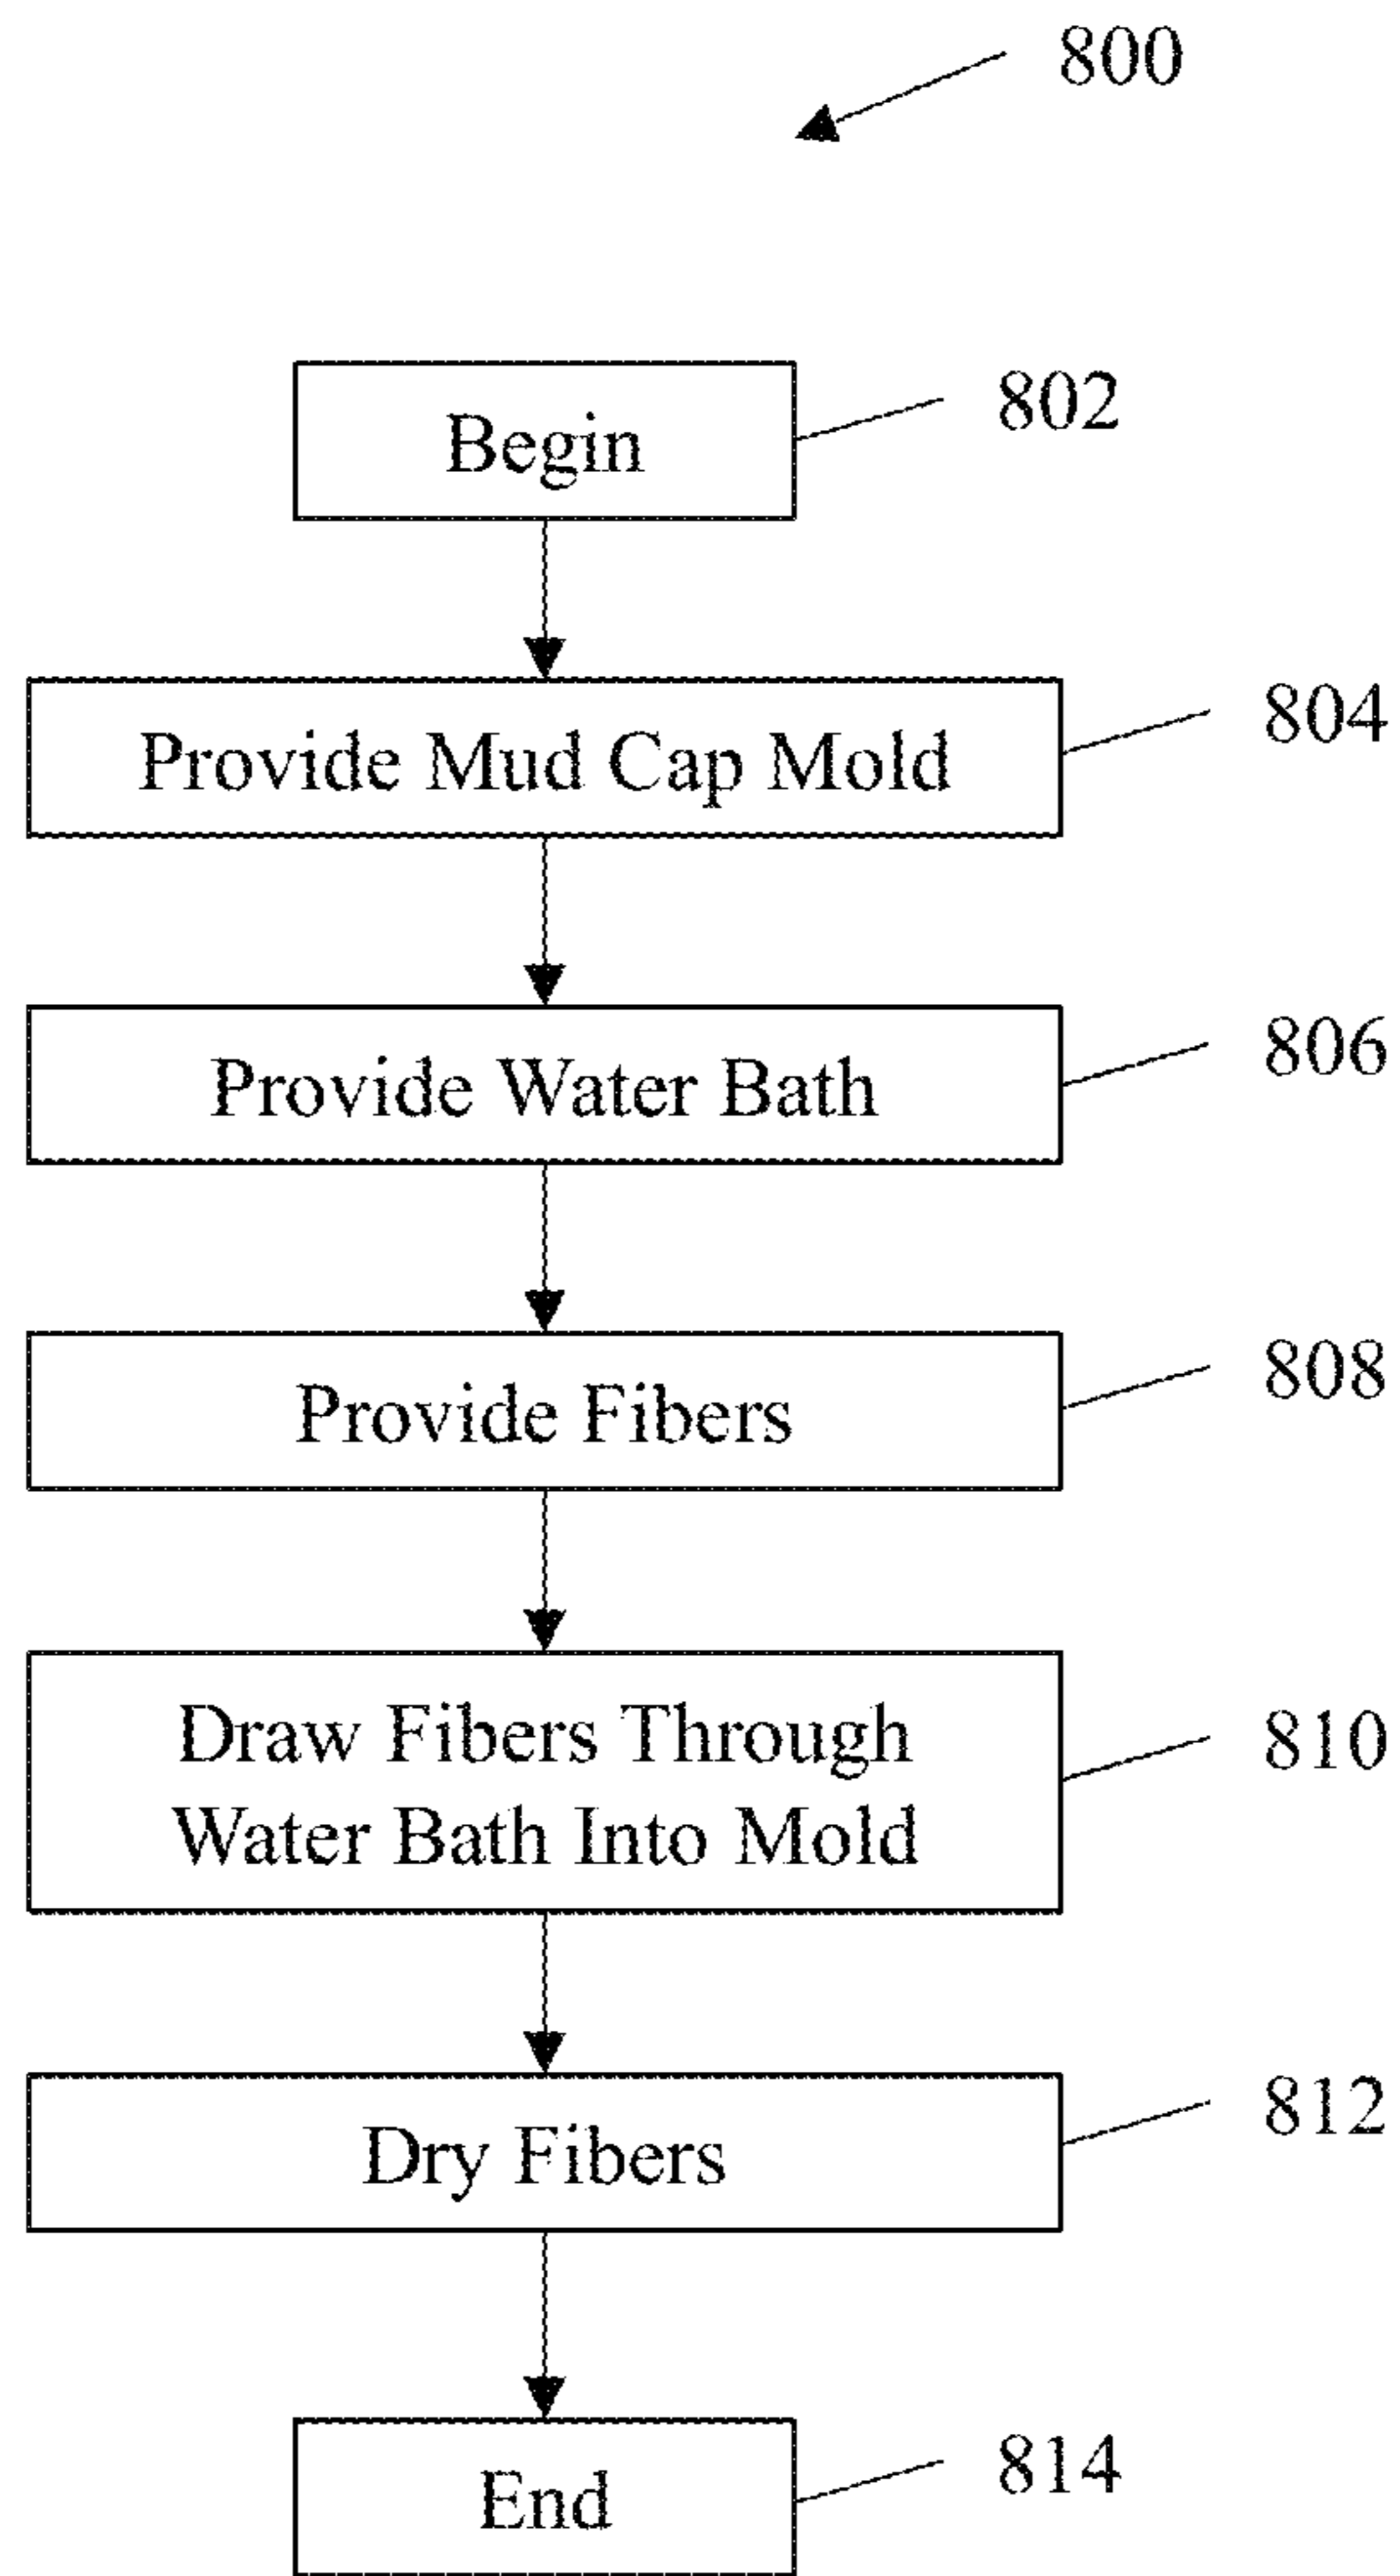 800
Begin
802
Provide Mud Cap Mold
804
Provide Water Bath
806
Provide Fibers
808
Draw Fibers Through
Water Bath Into Mold
810
Dry Fibers
812
End
814